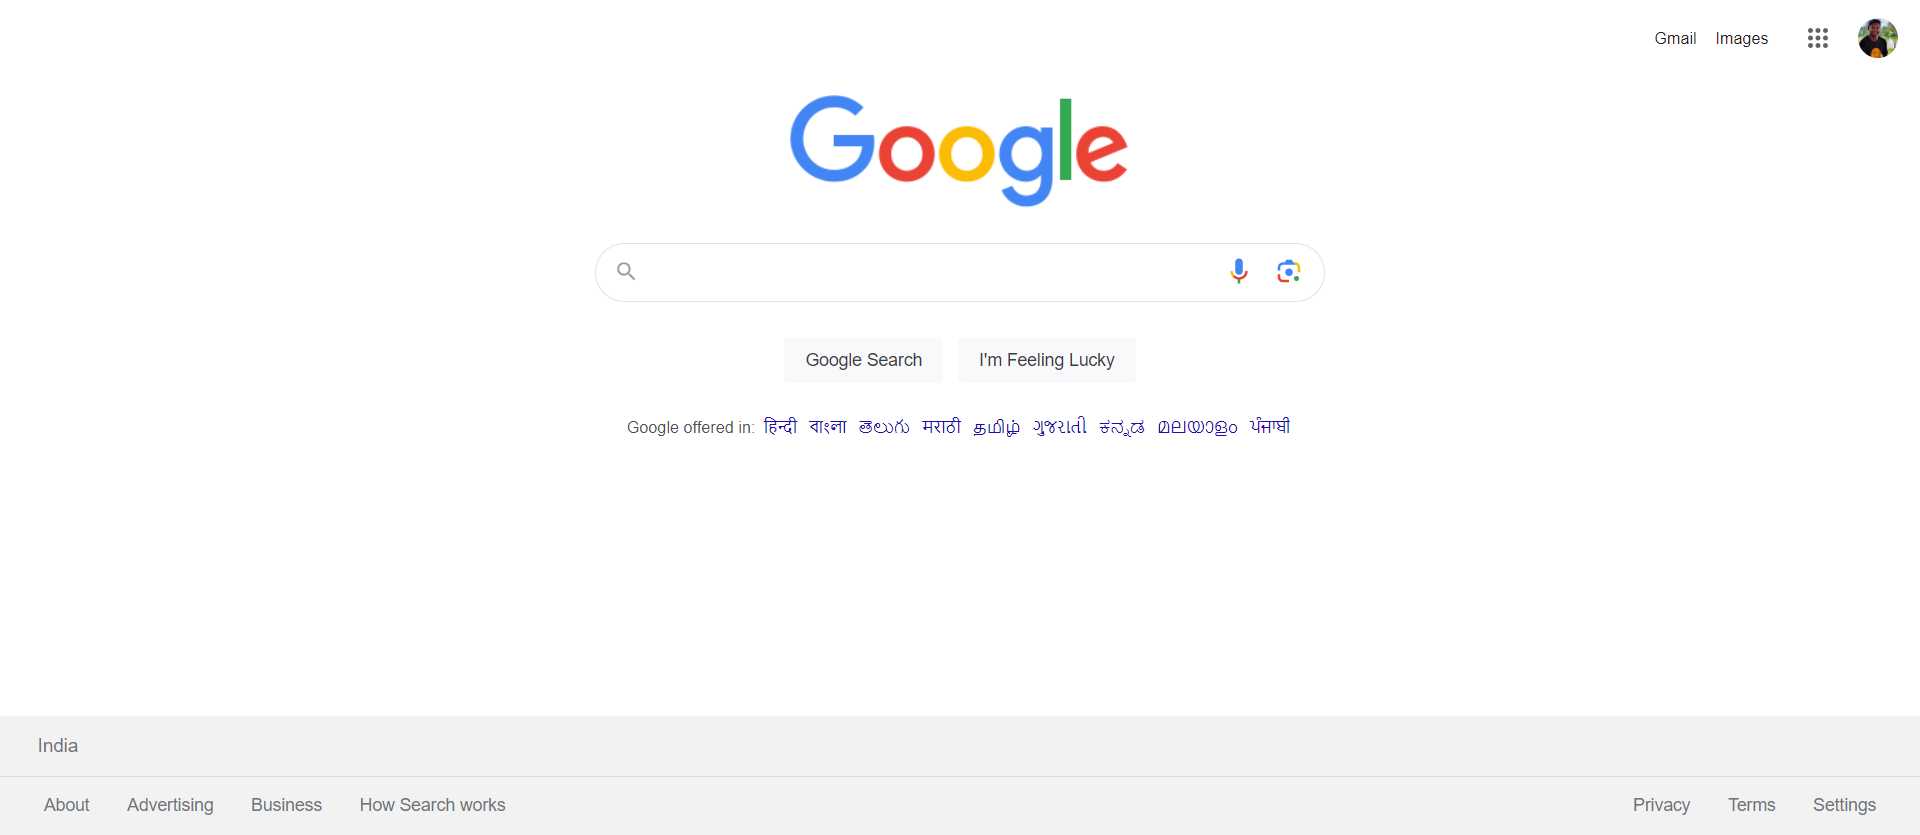 Gmail Images
Google
Google Search I'm Feeling Lucky
Google offered in: हिन्दी বাংলা తెలుగు मराठी தமிழ் ગુજરાતી ಕನ್ನಡ മലയാളം ਪੰਜਾਬੀ
India
About Advertising Business How Search works Privacy Terms Settings